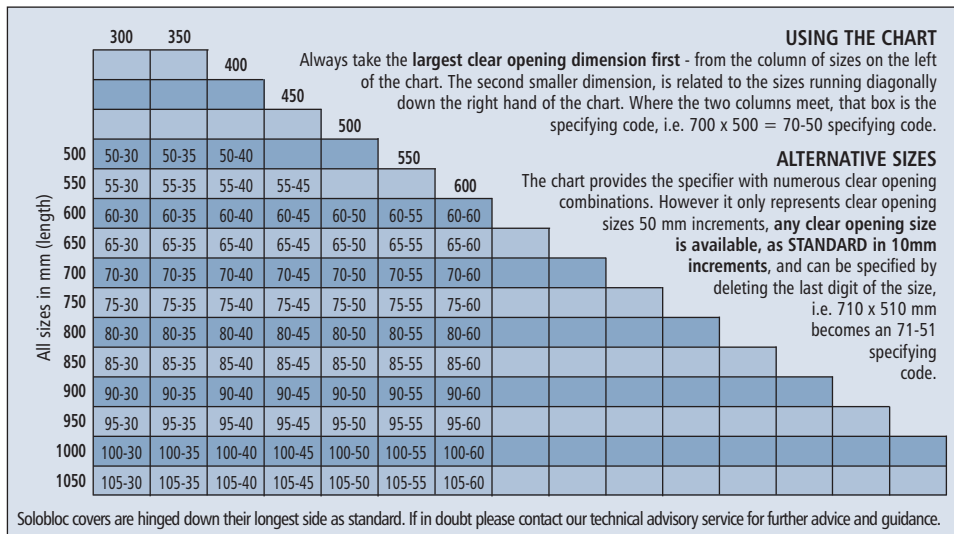 300 350
USING THE CHART
Always take the largest clear opening dimension first - from the column of sizes on the left
400
of the chart. The second smaller dimension, is related to the sizes running diagonally
450
down the right hand of the chart. Where the two columns meet, that box is the
500
specifying code, i.e. 700 x 500 = 70-50 specifying code.
500 50-30 50-35 50-40
550
ALTERNATIVE SIZES
550 55-30 55-35 55-40 55-45
600
The chart provides the specifier with numerous clear opening
combinations. However it only represents clear opening
600 60-30 60-35 60-40 60-45 60-50 60-55 60-60
sizes 50 mm increments, any clear opening size
650 65-30 65-35 65-40 65-45 65-50 65-55 65-60
is available, as STANDARD in 10mm
700 70-30 70-35 70-40 70-45 70-50 70-55 70-60
increments, and can be specified by
deleting the last digit of the size,
750 75-30 75-35 75-40 75-45 75-50 75-55 75-60
i.e. 710 x 510 mm
800 80-30 80-35 80-40 80-45 80-50 80-55 80-60
becomes an 71-51
specifying
850 85-30 85-35 85-40 85-45 85-50 85-55 85-60
code.
900 90-30 90-35 90-40 90-45 90-50 90-55 90-60
950 95-30 95-35 95-40 95-45 95-50 95-55 95-60
1000 100-30 100-35 100-40 100-45 100-50 100-55 100-60
1050 105-30 105-35 105-40 105-45 105-50 105-55 105-60
All sizes in mm (length)
Solobloc covers are hinged down their longest side as standard. If in doubt please contact our technical advisory service for further advice and guidance.